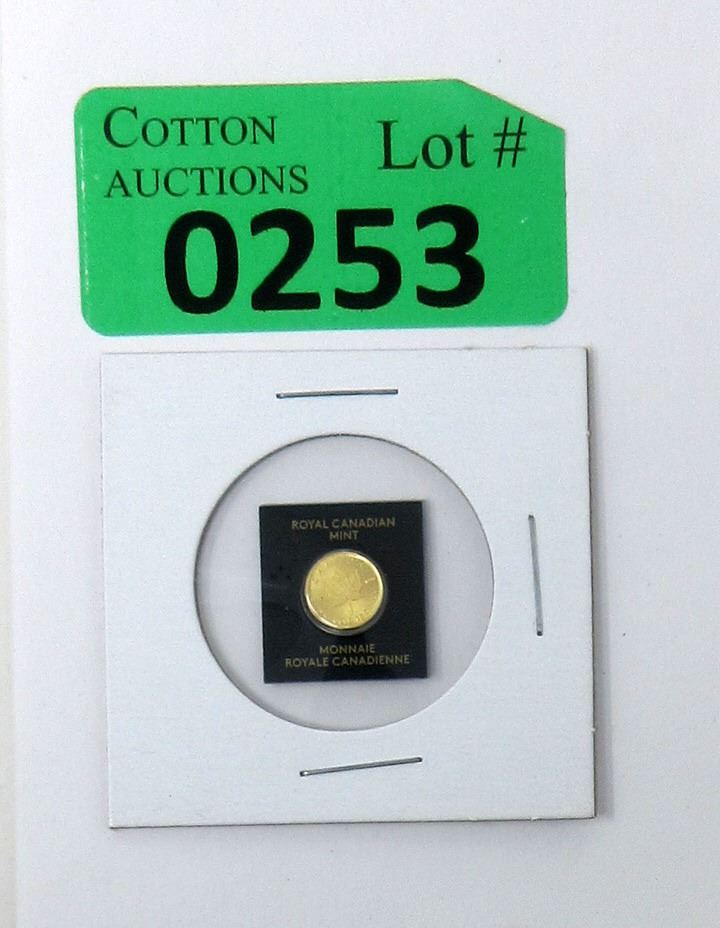 COTTON
AUCTIONS
Lot #
0253
ROYAL CANADIAN
MINT
MONNAIE
ROYALE CANADIENNE